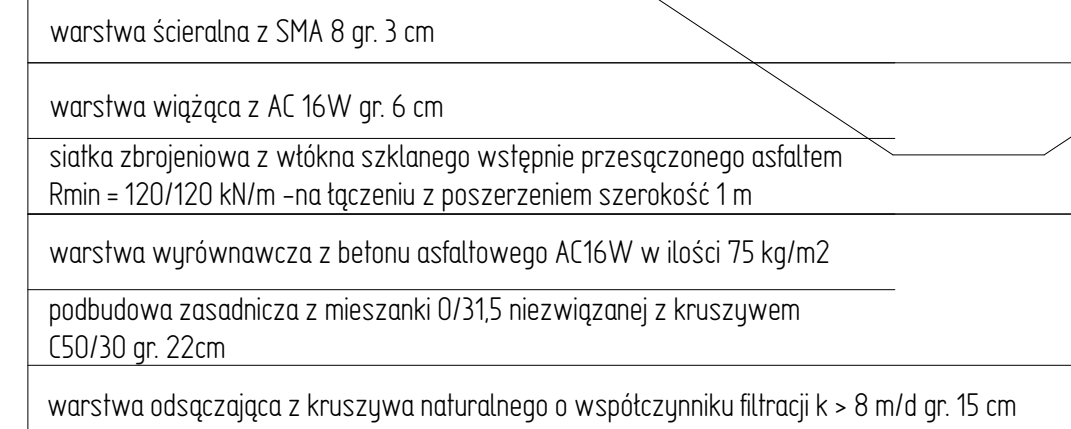 warstwa ścieralna z SMA 8 gr. 3 cm
warstwa wiążąca z AC 16W gr. 6 cm
siatka zbrojeniowa z włókna szklanego wstępnie przesączonego asfaltem
Rmin = 120/120 kN/m -na łączeniu z poszerzeniem szerokość 1 m
warstwa wyrównawcza z betonu asfaltowego AC16W w ilości 75 kg/m2
podbudowa zasadnicza z mieszanki 0/31,5 niezwiązanej z kruszywem
C50/30 gr. 22cm
warstwa odsączająca z kruszywa naturalnego o współczynniku filtracji k > 8 m/d gr. 15 cm